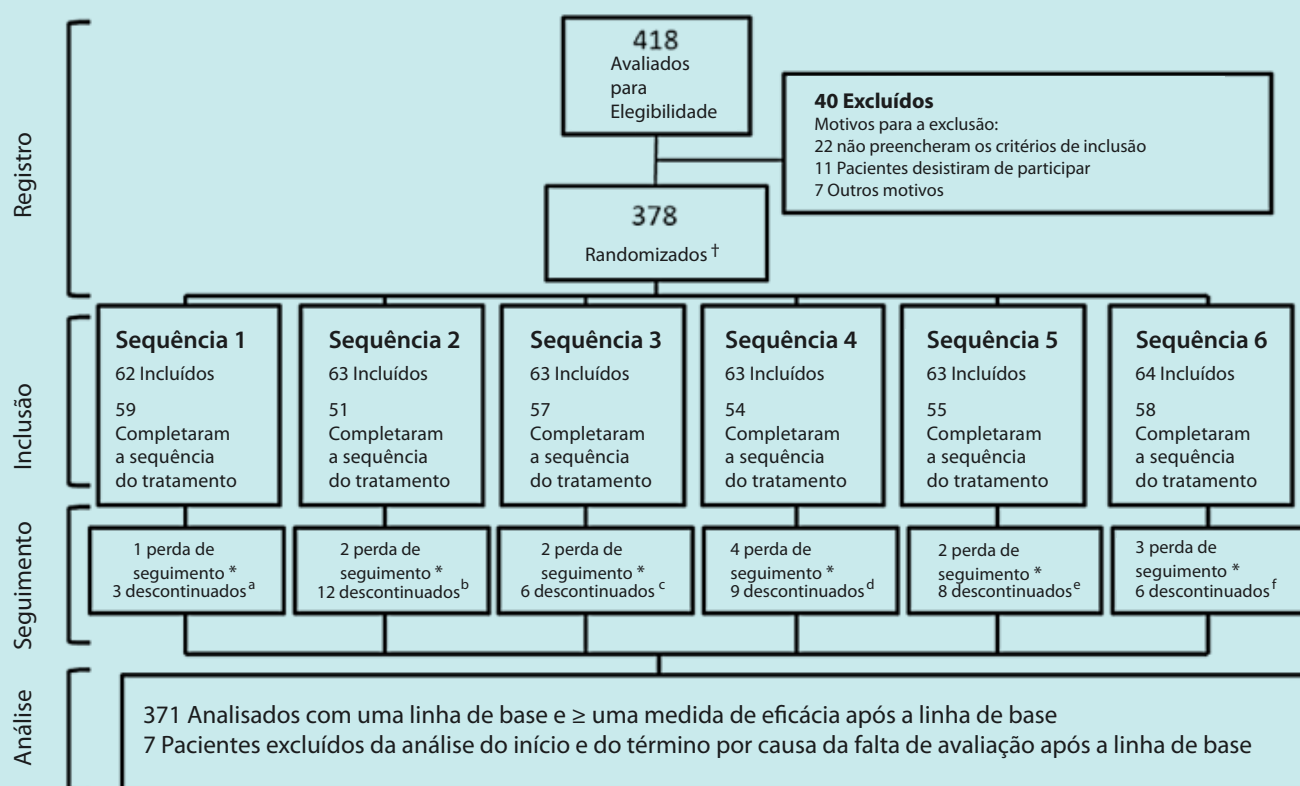 Registro
418
Avaliados
para
Elegibilidade
40 Excluídos
Motivos para a exclusão:
22 não preencheram os critérios de inclusão
11 Pacientes desistiram de participar
7 Outros motivos
378
Randomizados †
Inclusão
Sequência 1
62 Incluídos
59
Completaram
a sequência
do tratamento
Sequência 2
63 Incluídos
51
Completaram
a sequência
do tratamento
Sequência 3
63 Incluídos
57
Completaram
a sequência
do tratamento
Sequência 4
63 Incluídos
54
Completaram
a sequência
do tratamento
Sequência 5
63 Incluídos
55
Completaram
a sequência
do tratamento
Sequência 6
64 Incluídos
58
Completaram
a sequência
do tratamento
Seguimento
1 perda de
seguimento *
3 descontinuados a
2 perda de
seguimento *
12 descontinuados b
2 perda de
seguimento *
6 descontinuados c
4 perda de
seguimento *
9 descontinuados d
2 perda de
seguimento *
8 descontinuados e
3 perda de
seguimento *
6 descontinuados f
Análise
371 Analisados com uma linha de base e ≥ uma medida de eficácia após a linha de base
7 Pacientes excluídos da análise do início e do término por causa da falta de avaliação após a linha de base